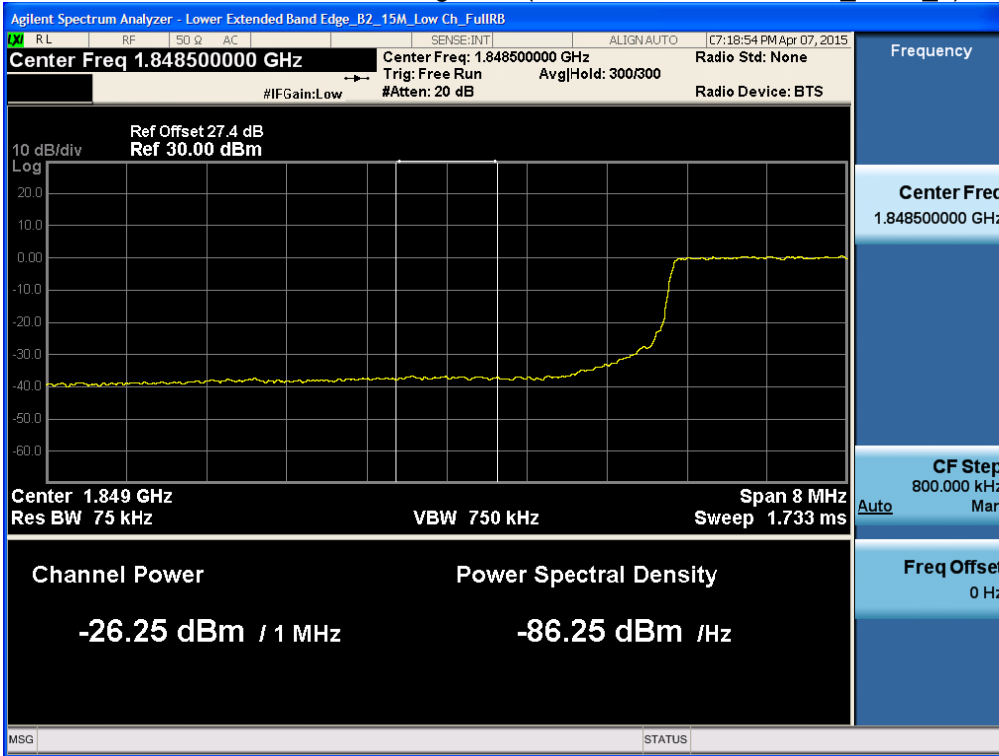 Agilent Spectrum Analyzer - Lower Extended Band Edge_B2_15M_Low Ch_FullRB
LXI RL RF 50 Ω AC SENSE:INT ALIGN AUTO 07:18:54 PM Apr 07, 2015
Center Freq 1.848500000 GHz
Center Freq: 1.848500000 GHz
Radio Std: None
Trig: Free Run Avg|Hold: 300/300
#IFGain:Low #Atten: 20 dB Radio Device: BTS
Ref Offset 27.4 dB
10 dB/div Ref 30.00 dBm
Log
20.0
10.0
0.00
-10.0
-20.0
-30.0
-40.0
-50.0
-60.0
Center 1.849 GHz Span 8 MHz
Res BW 75 kHz VBW 750 kHz Sweep 1.733 ms
Channel Power Power Spectral Density
-26.25 dBm / 1 MHz -86.25 dBm /Hz
MSG STATUS
Frequency
Center Freq
1.848500000 GHz
CF Step
800.000 kHz
Auto Man
Freq Offset
0 Hz